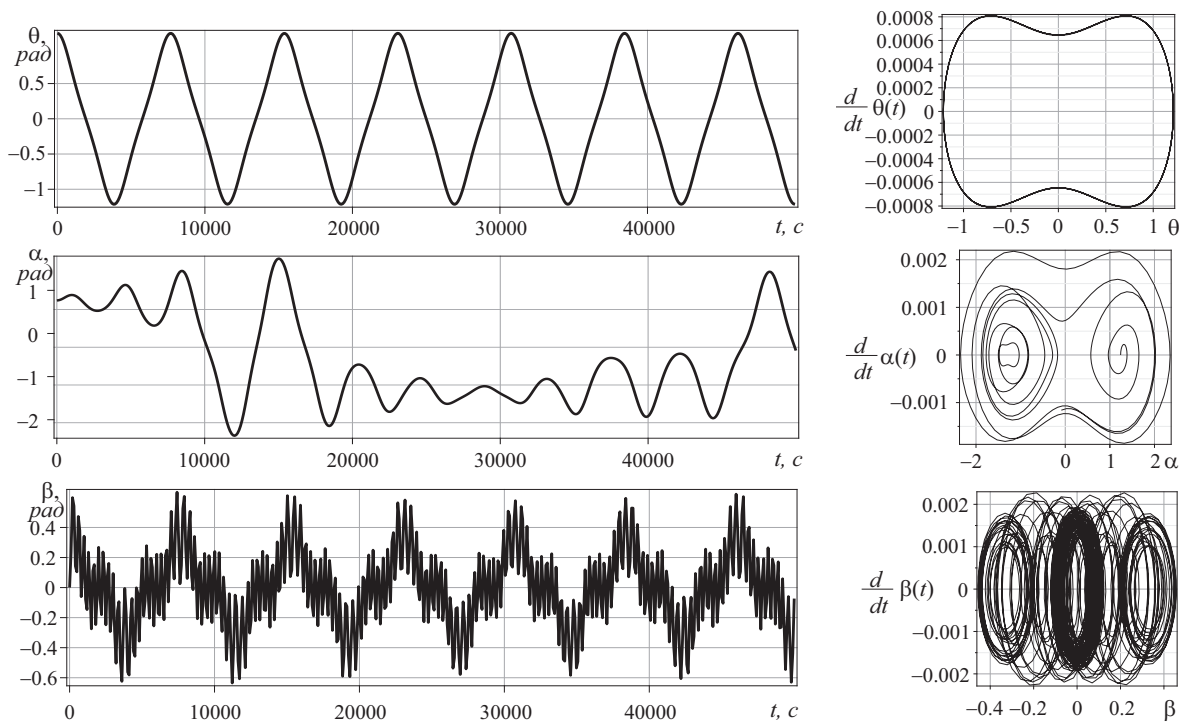 θ,
рад
0.5
0
−0.5
−1
0 10000 20000 30000 40000 t, c
0.0008
0.0006
0.0004
0.0002
d/dt θ(t) 0
−0.0002
−0.0004
−0.0006
−0.0008
−1 −0.5 0 0.5 1 θ
α,
рад
1
0
−1
−2
0 10000 20000 30000 40000 t, c
0.002
0.001
d/dt α(t) 0
−0.001
−2 0 1 2 α
β,
рад
0.4
0.2
0
−0.2
−0.4
−0.6
0 10000 20000 30000 40000 t, c
0.002
0.001
d/dt β(t) 0
−0.001
−0.002
−0.4 −0.2 0 0.2 β